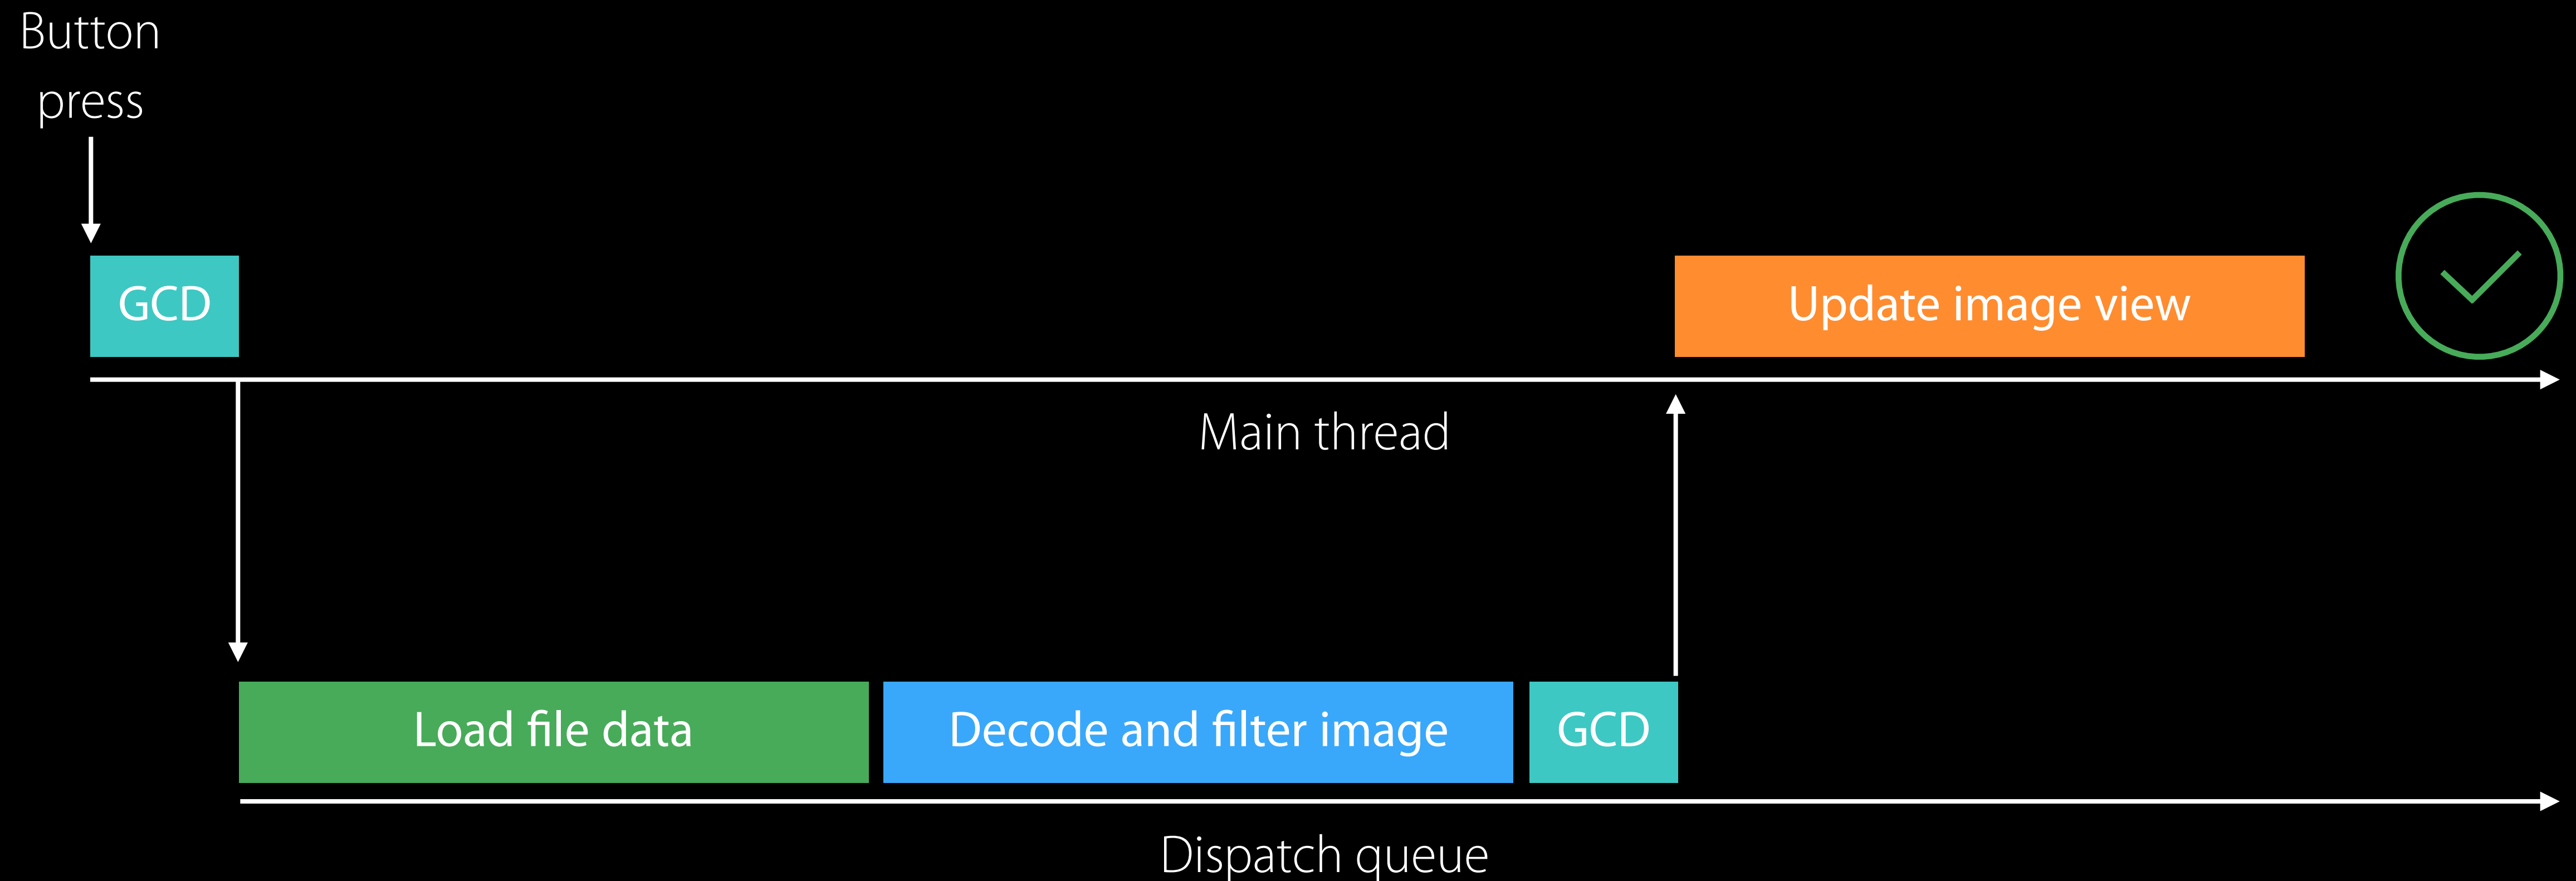 Button
press
GCD
Update image view
Main thread
Load file data
Decode and filter image
GCD
Dispatch queue